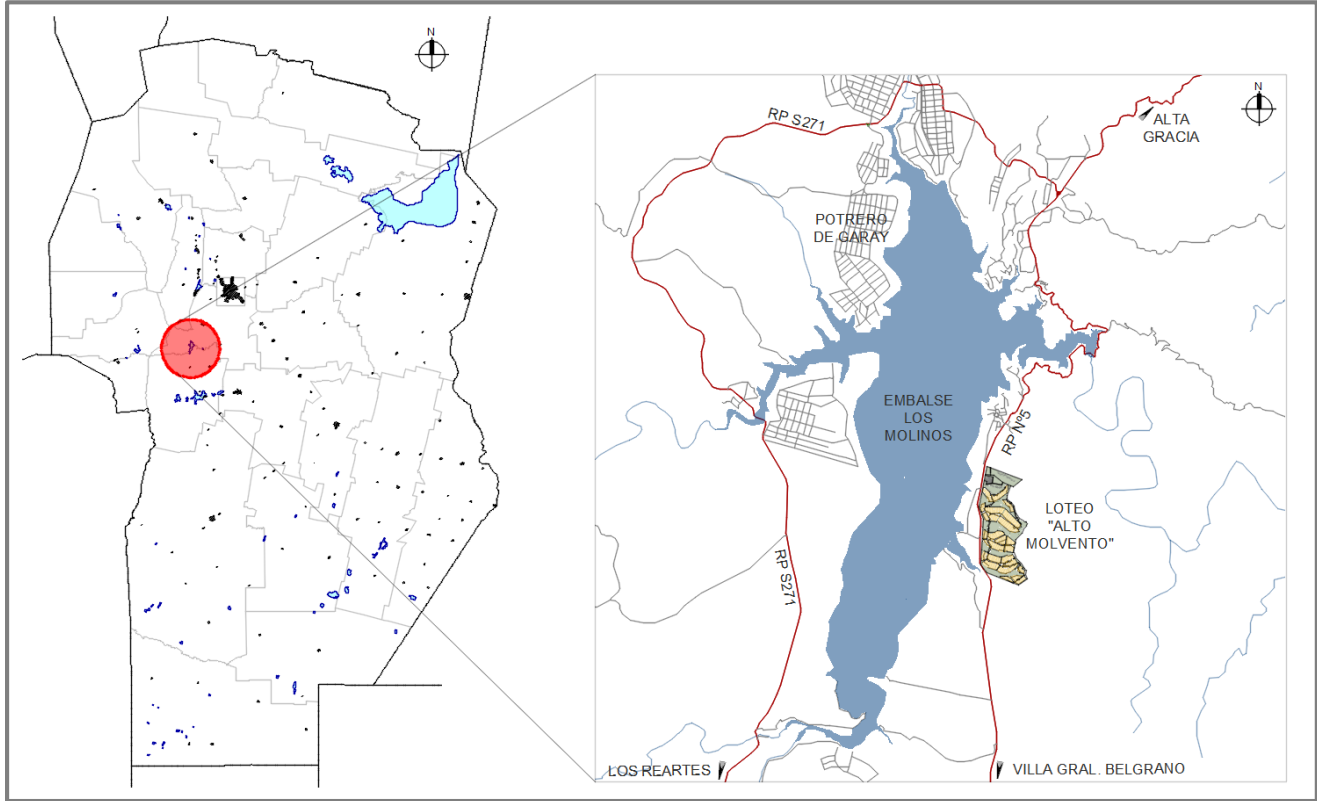 N
N
RP S271
ALTA
GRACIA
POTRERO
DE GARAY
EMBALSE
LOS
MOLINOS
RP Nº5
LOTEO
"ALTO
MOLVENTO"
RP S271
LOS REARTES
VILLA GRAL. BELGRANO